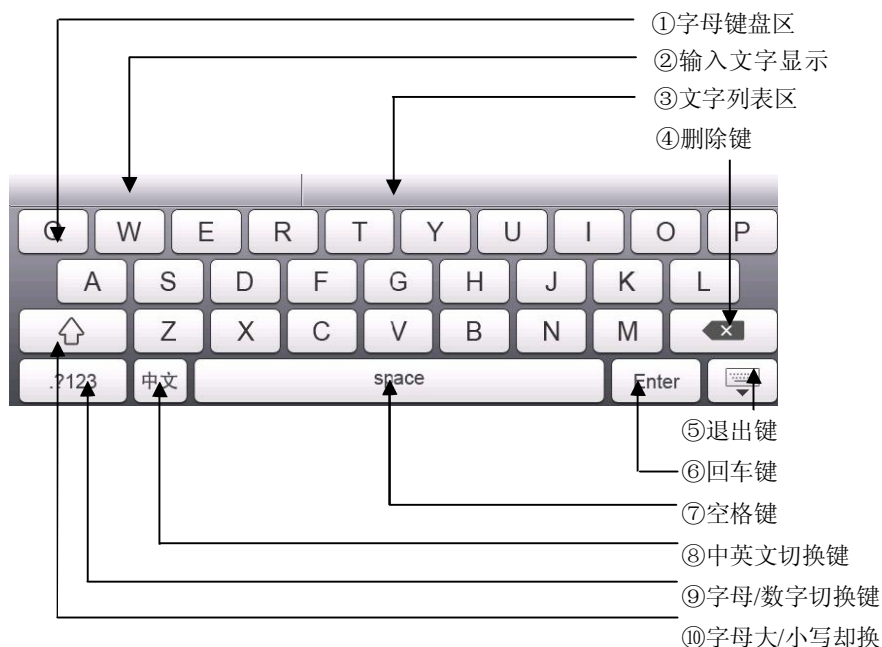 ①字母键盘区
②输入文字显示
③文字列表区
④删除键
Q W E R T Y U I O P
A S D F G H J K L
Z X C V B N M
.?123 中文 space Enter
⑤退出键
⑥回车键
⑦空格键
⑧中英文切换键
⑨字母/数字切换键
⑩字母大/小写却换